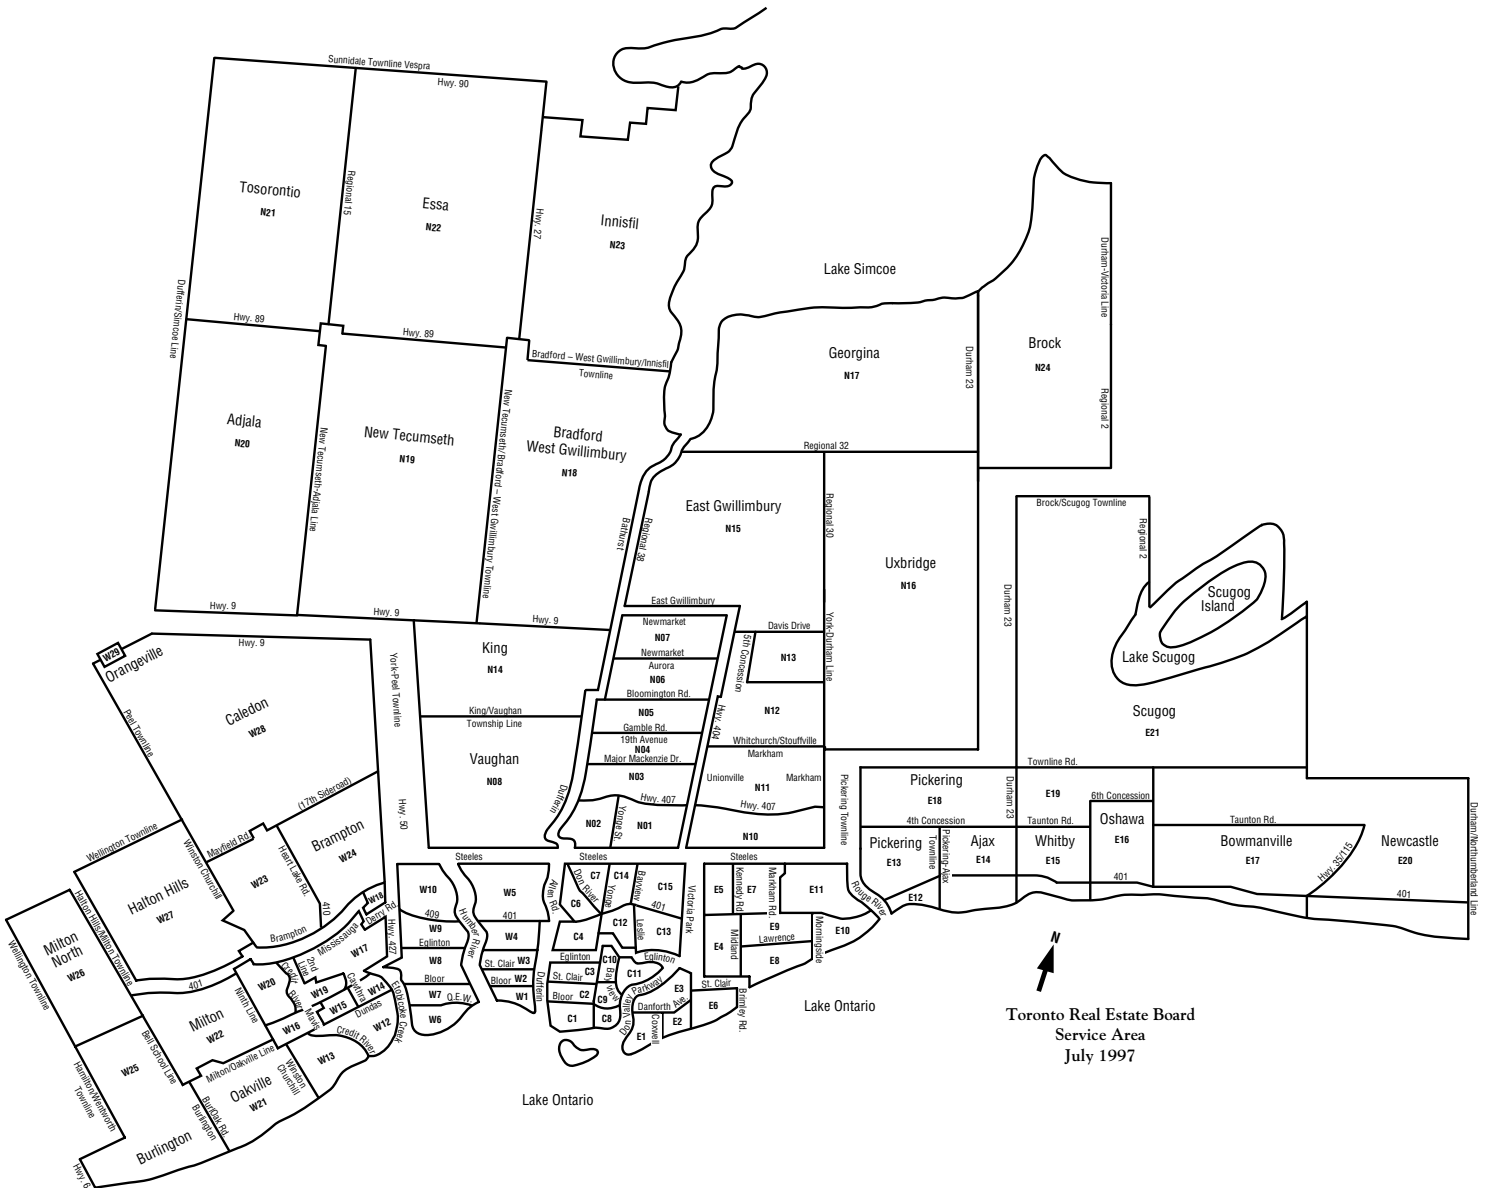 Sunnidale Townline Vespra
Hwy. 90
Tosorontio
N21
Regional 15
Essa
N22
Hwy. 27
Innisfil
N23
Lake Simcoe
Durham-Victoria Line
Dufferin/Simcoe Line
Hwy. 89
Hwy. 89
Bradford – West Gwillimbury/Innisfil
Townline
Georgina
N17
Durham 23
Brock
N24
Regional 2
Adjala
N20
New Tecumseth-Adjala Line
New Tecumseth
N19
New Tecumseth/Bradford – West Gwillimbury Townline
Bradford
West Gwillimbury
N18
Regional 32
Bathurst
Regional 38
East Gwillimbury
N15
Regional 30
Uxbridge
N16
Brock/Scugog Townline
Regional 2
Durham 23
Scugog
Island
Lake Scugog
Scugog
E21
Hwy. 9
Hwy. 9
Hwy. 9
East Gwillimbury
Newmarket
N07
Newmarket
Aurora
N06
Bloomington Rd.
N05
Gamble Rd.
19th Avenue
N04
Major Mackenzie Dr.
N03
Hwy. 407
N02
Yonge St.
N01
Davis Drive
5th Concession
N13
York-Durham Line
N12
Hwy. 404
Whitchurch/Stouffville
Markham
Unionville
Markham
N11
Hwy. 407
N10
W29
Orangeville
Hwy. 9
Peel Townline
Caledon
W28
York-Peel Townline
King
N14
King/Vaughan
Township Line
Vaughan
N08
Dufferin
Hwy. 50
Pickering Townline
Townline Rd.
Pickering
E18
Durham 23
E19
6th Concession
4th Concession
Taunton Rd.
Oshawa
E16
Taunton Rd.
Pickering
E13
Pickering-Ajax
Townline
Ajax
E14
Whitby
E15
Bowmanville
E17
Hwy. 35/115
Newcastle
E20
Durham/Northumberland Line
401
401
E12
Rouge River
(17th Sideroad)
Mayfield Rd.
Wellington Townline
Winston Churchill
Brampton
W24
Heart Lake Rd.
W23
410
Halton Hills
W27
Halton Hills/Milton Townline
Milton
North
W26
Wellington Townline
W18
Derry Rd.
Brampton
Mississauga
W17
Hwy. 427
401
Ninth Line
W20
Credit
River
2nd
Line
W19
Cawthra
W14
W15
Mavis
Dundas
W16
W12
Credit River
Etobicoke Creek
W13
Milton
W22
Bell School Line
Milton/Oakville Line
Winston
Churchill
Oakville
W21
W25
Hamilton/Wentworth
Townline
Burloak Rd.
Burlington
Burlington
Hwy. 6
Steeles
Steeles
Steeles
W10
409
W9
Eglinton
W8
Bloor
W7
Q.E.W.
W6
Humber River
W5
401
W4
St. Clair
W3
Bloor
W2
W1
Allen Rd.
Dufferin
C7
Don River
C6
C14
Yonge
Bayview
C15
401
C12
Leslie
C13
Victoria Park
C4
Eglinton
C10
Eglinton
St. Clair
C3
Bay
View
C11
Bloor
C2
C9
C1
C8
Don Valley Parkway
Danforth Ave.
E3
E1
Coxwell
E2
E6
St. Clair
Brimley Rd.
E5
Kennedy Rd
E7
Markham Rd.
E11
E4
Midland
E9
Lawrence
E8
Morningside
E10
Lake Ontario
Lake Ontario
N
Toronto Real Estate Board
Service Area
July 1997